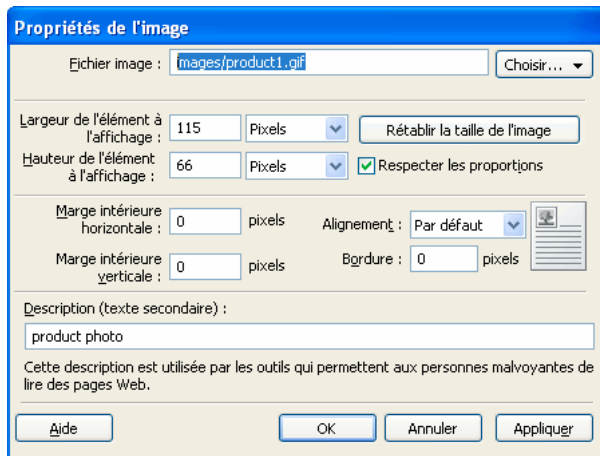 Propriétés de l'image
Fichier image : images/product1.gif Choisir...
Largeur de l'élément à
l'affichage : 115 Pixels Rétablir la taille de l'image
Hauteur de l'élément
à l'affichage : 66 Pixels Respecter les proportions
Marge intérieure
horizontale : 0 pixels Alignement : Par défaut
Marge intérieure
verticale : 0 pixels Bordure : 0 pixels
Description (texte secondaire) :
product photo
Cette description est utilisée par les outils qui permettent aux personnes malvoyantes de
lire des pages Web.
Aide OK Annuler Appliquer